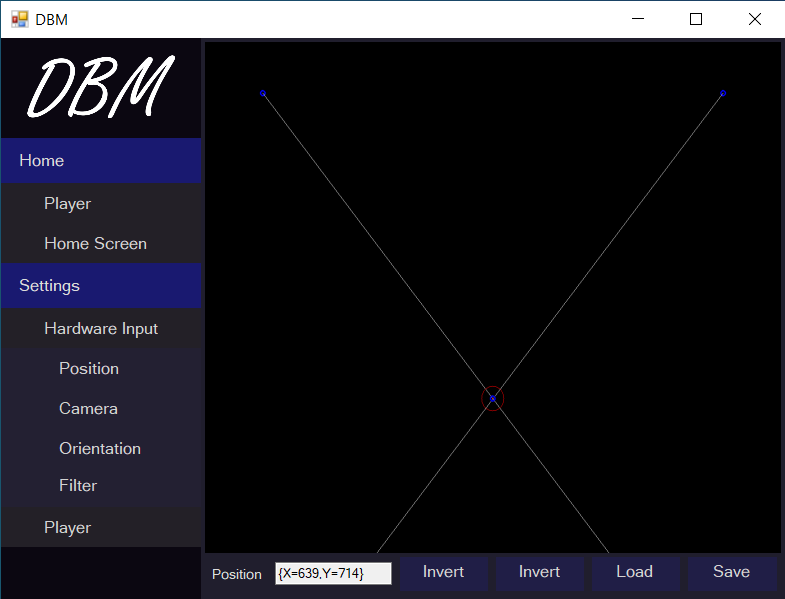 DBM
DBM
Home
Player
Home Screen
Settings
Hardware Input
Position
Camera
Orientation
Filter
Player
Position {X=639,Y=714} Invert Invert Load Save